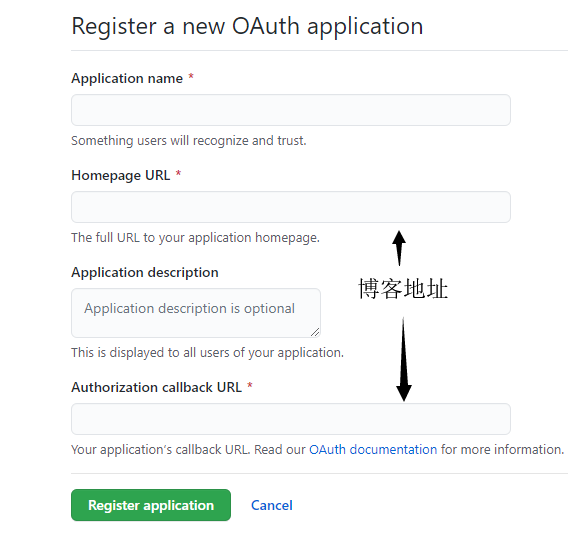 Register a new OAuth application
Application name *
Something users will recognize and trust.
Homepage URL *
The full URL to your application homepage.
Application description
博客地址
Application description is optional
This is displayed to all users of your application.
Authorization callback URL *
Your application's callback URL. Read our OAuth documentation for more information.
Register application
Cancel